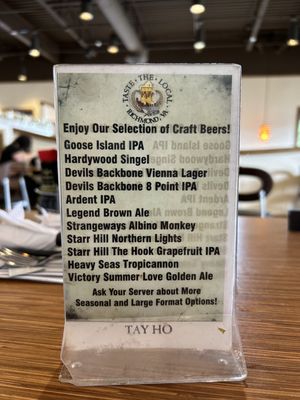 TASTE · THE · LOCAL
RICHMOND, VA
Enjoy Our Selection of Craft Beers!
Goose Island IPA
Hardywood Singel
Devils Backbone Vienna Lager
Devils Backbone 8 Point IPA
Ardent IPA
Legend Brown Ale
Strangeways Albino Monkey
Starr Hill Northern Lights
Starr Hill The Hook Grapefruit IPA
Heavy Seas Tropicannon
Victory Summer Love Golden Ale
Ask Your Server about More
Seasonal and Large Format Options!
TAY HO